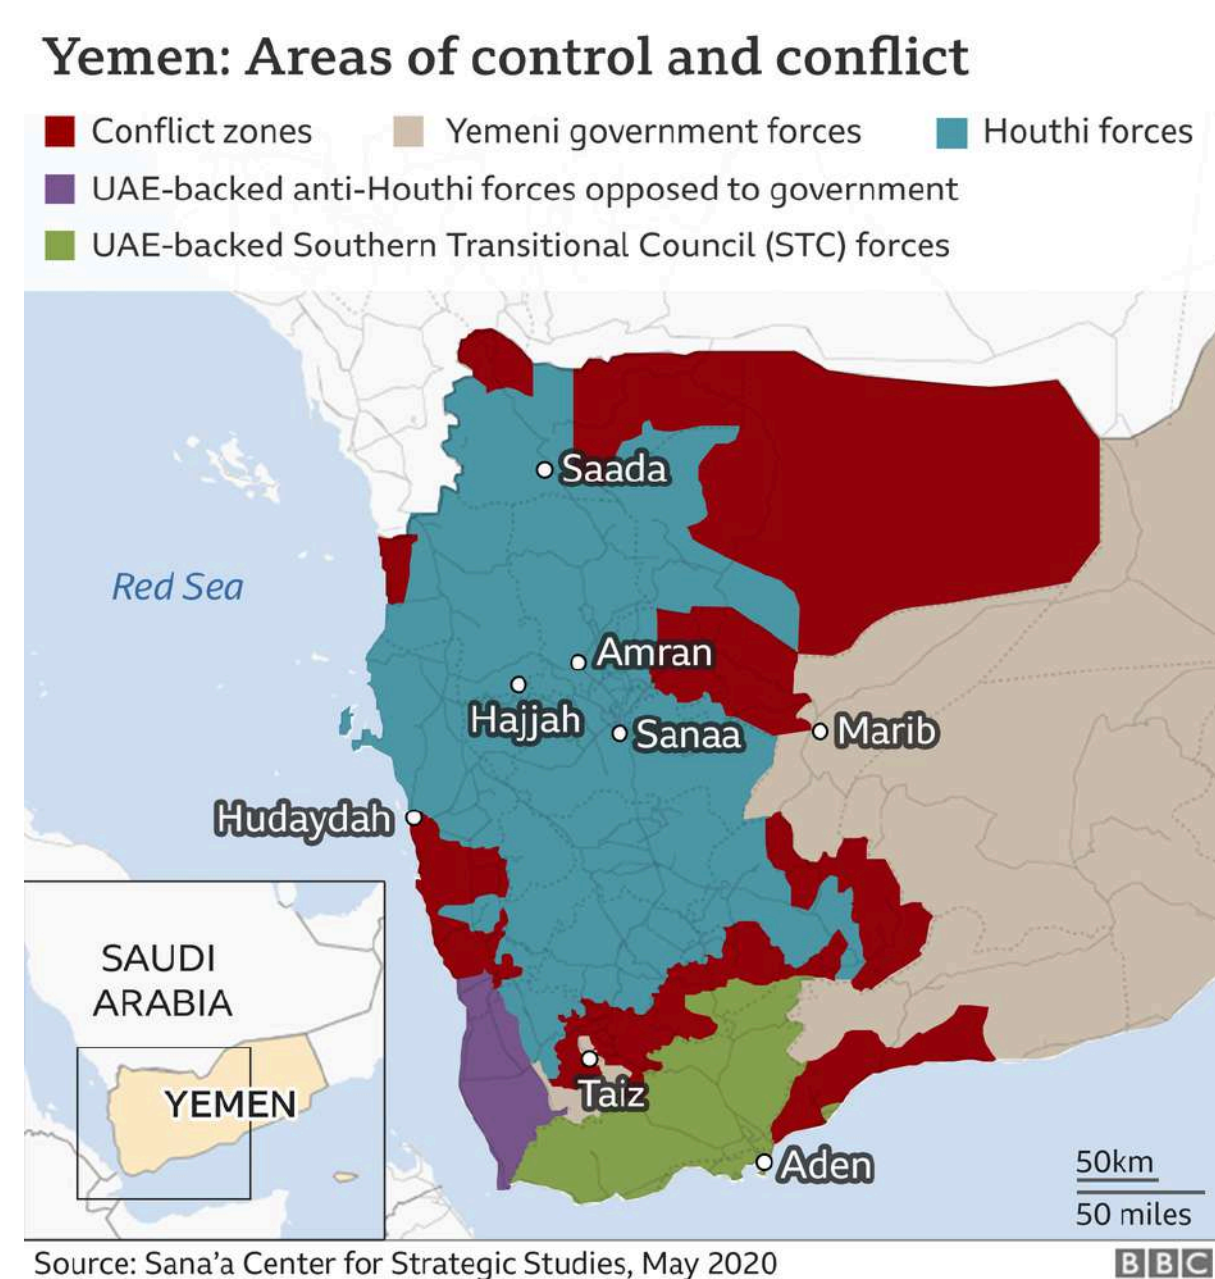 Yemen: Areas of control and conflict
Conflict zones
Yemeni government forces
Houthi forces
UAE-backed anti-Houthi forces opposed to government
UAE-backed Southern Transitional Council (STC) forces
Saada
Red Sea
Amran
Hajjah
Sanaa
Marib
Hudaydah
SAUDI
ARABIA
YEMEN
Taiz
Aden
50km
50 miles
Source: Sana’a Center for Strategic Studies, May 2020
BBC